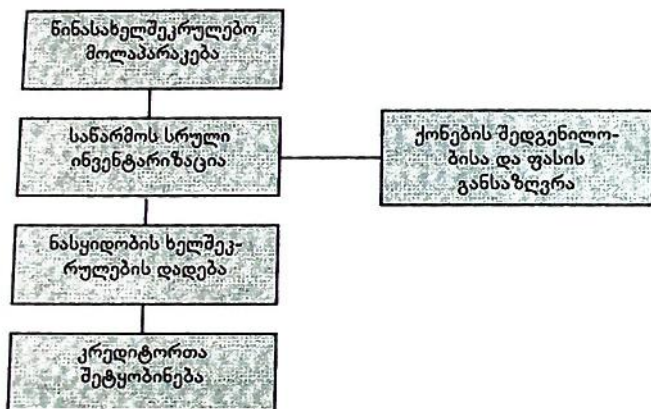 წინასახელშეკრულებო
მოლაპარაკება
საწარმოს სრული
ინვენტარიზაცია
ქონების შედგენილო-
ბისა და ფასის
განსაზღვრა
ნასყიდობის ხელშეკ-
რულების დადება
კრედიტორთა
შეტყობინება